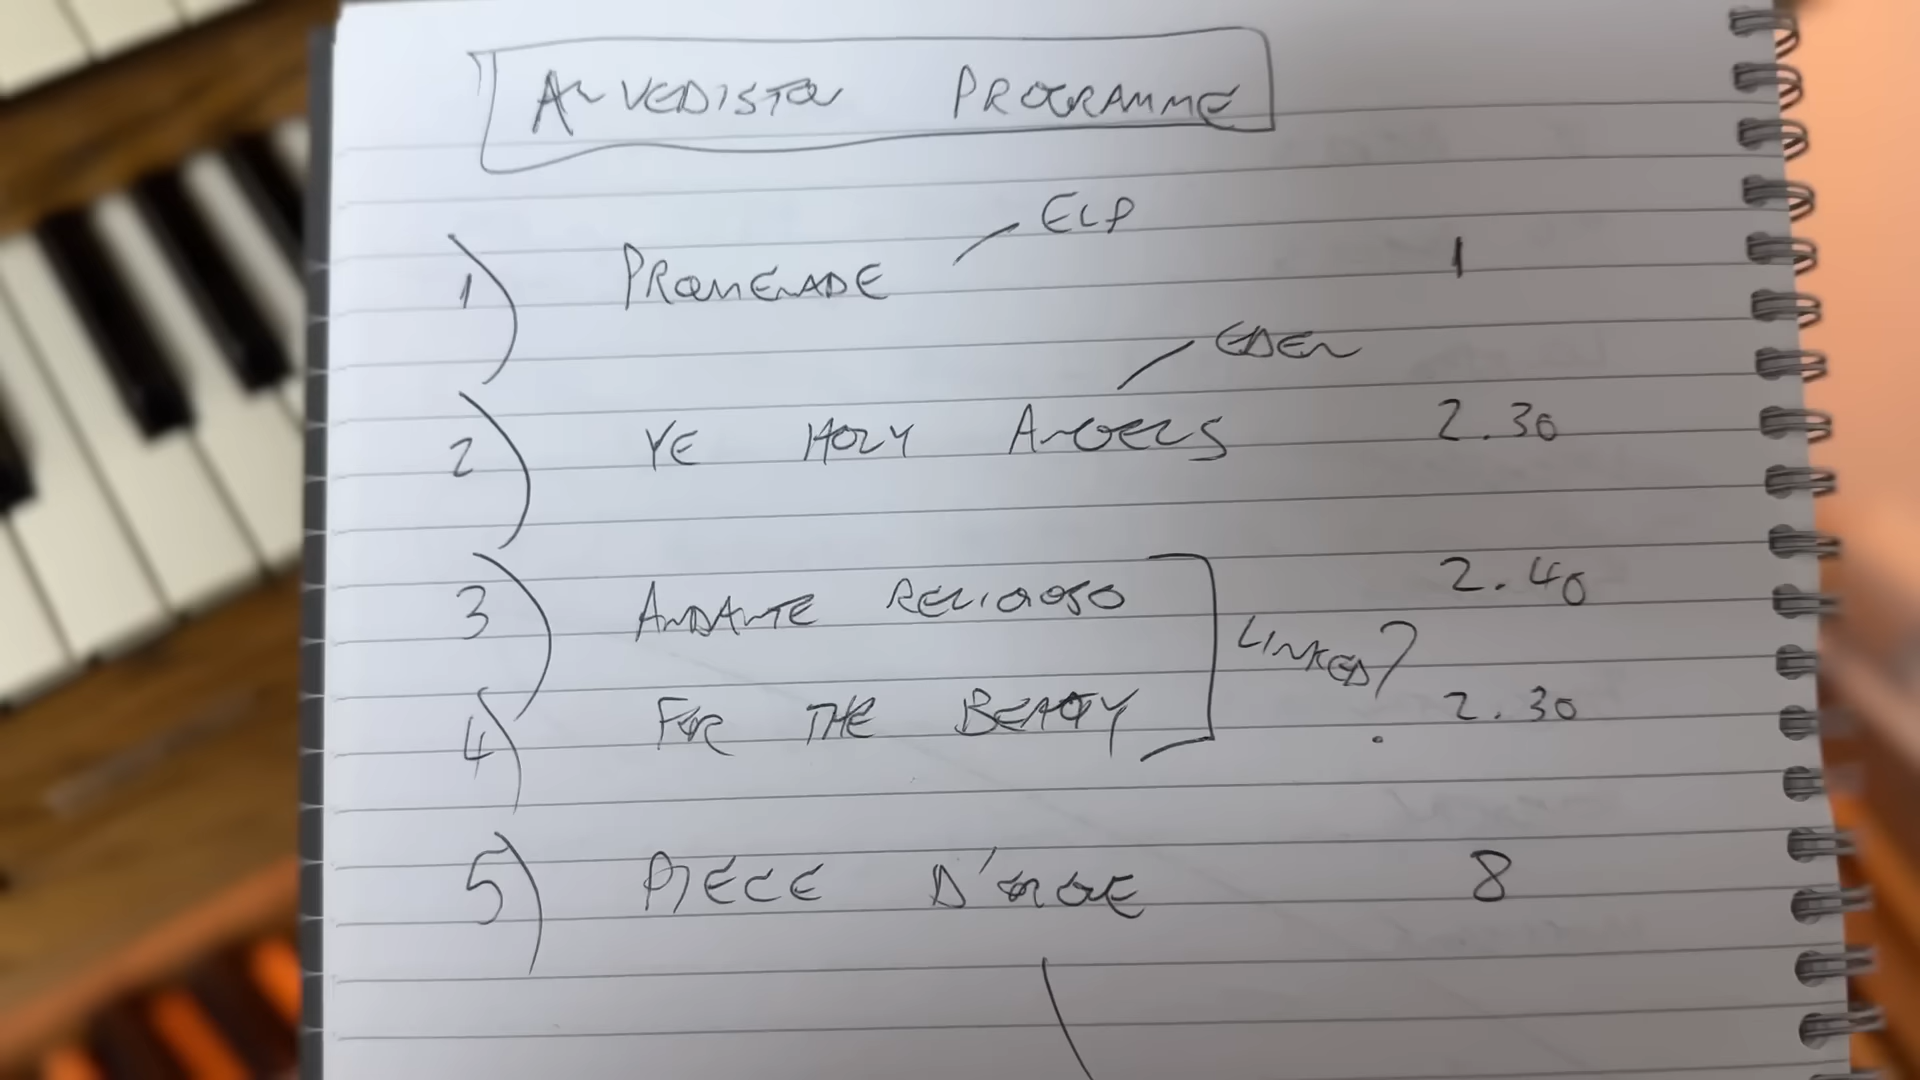 ARVEDISTON PROGRAMME
ELP
1) PROMENADE 1
EDEN
2) YE HOLY ANGELS 2.30
3) ANDANTE RELIGIOSO 2.40
LINKED?
4) FOR THE BEAUTY 2.30
5) PIECE D'ORGUE 8